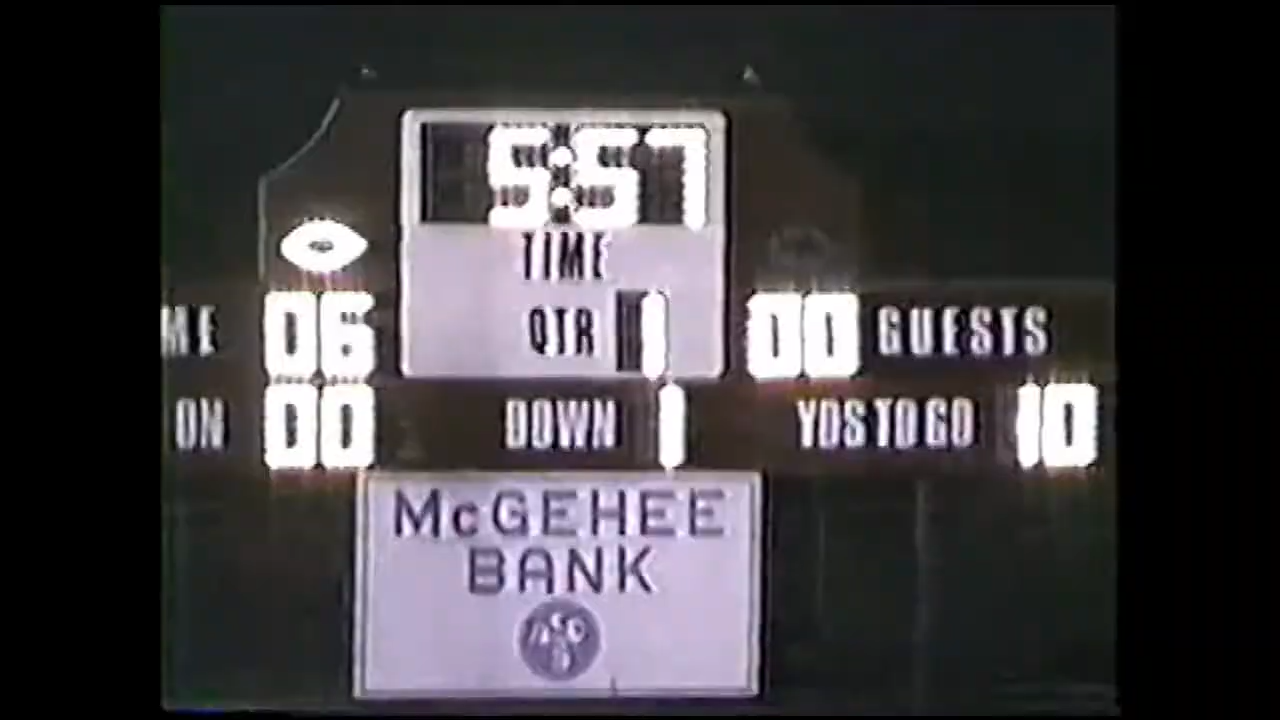 5:57
TIME
ME 06 QTR 1 00 GUESTS
ON 00 DOWN 1 YDS TO GO 10
McGEHEE
BANK